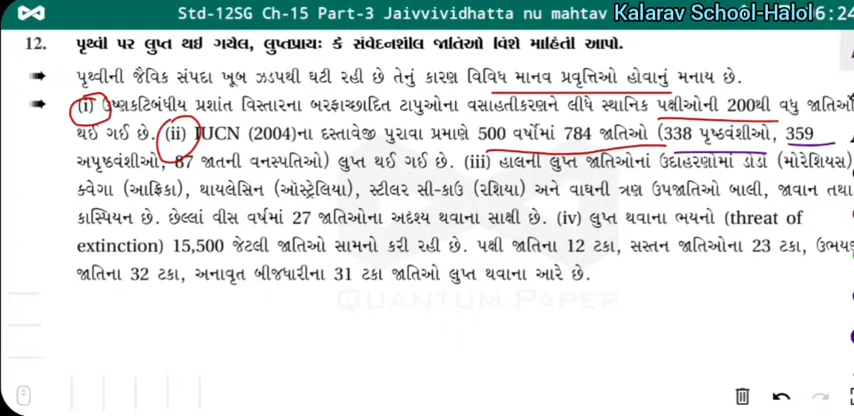 Std-12SG Ch-15 Part-3 Jaivvividhatta nu mahtav
Kalarav School-Halol
6:24
12. પૃથ્વી પર લુપ્ત થઈ ગયેલ, લુપ્તપ્રાયઃ કે સંવેદનશીલ જાતિઓ વિશે માહિતી આપો.
➠ પૃથ્વીની જૈવિક સંપદા ખૂબ ઝડપથી ઘટી રહી છે તેનું કારણ વિવિધ માનવ પ્રવૃત્તિઓ હોવાનું મનાય છે.
➠ (i) ઉષ્ણકટિબંધીય પ્રશાંત વિસ્તારના બરફાચ્છાદિત ટાપુઓના વસાહતીકરણને લીધે સ્થાનિક પક્ષીઓની 200થી વધુ જાતિઓ
થઈ ગઈ છે. (ii) IUCN (2004)ના દસ્તાવેજી પુરાવા પ્રમાણે 500 વર્ષોમાં 784 જાતિઓ (338 પૃષ્ઠવંશીઓ, 359
અપૃષ્ઠવંશીઓ, 87 જાતની વનસ્પતિઓ) લુપ્ત થઈ ગઈ છે. (iii) હાલની લુપ્ત જાતિઓનાં ઉદાહરણોમાં ડોડો (મોરેશિયસ)
ક્વેગા (આફ્રિકા), થાયલેસિન (ઑસ્ટ્રેલિયા), સ્ટીલર સી-કાઉ (રશિયા) અને વાઘની ત્રણ ઉપજાતિઓ બાલી, જાવાન તથા
કાસ્પિયન છે. છેલ્લાં વીસ વર્ષમાં 27 જાતિઓના અદૃશ્ય થવાના સાક્ષી છે. (iv) લુપ્ત થવાના ભયનો (threat of
extinction) 15,500 જેટલી જાતિઓ સામનો કરી રહી છે. પક્ષી જાતિના 12 ટકા, સસ્તન જાતિઓના 23 ટકા, ઉભય
જાતિના 32 ટકા, અનાવૃત બીજધારીના 31 ટકા જાતિઓ લુપ્ત થવાના આરે છે.
QUANTUM PAPER